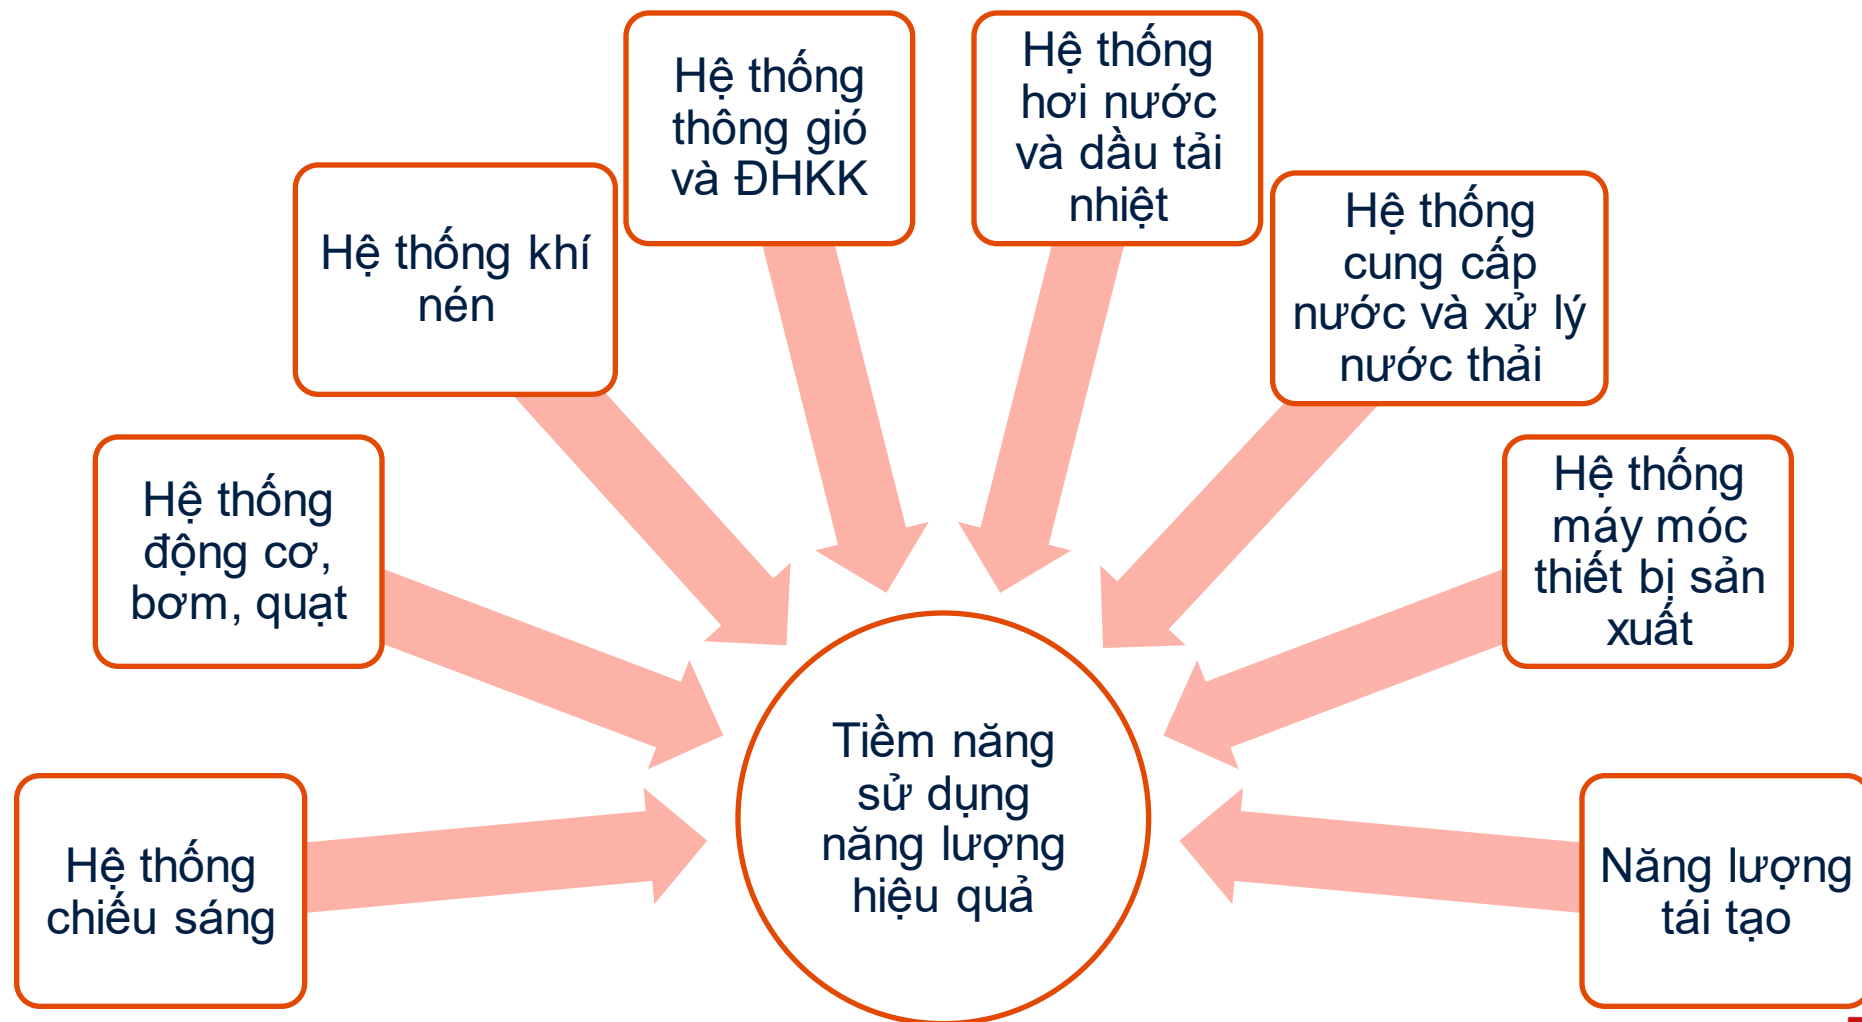 Hệ thống
thông gió
và ĐHKK
Hệ thống
hơi nước
và dầu tải
nhiệt
Hệ thống khí
nén
Hệ thống
cung cấp
nước và xử lý
nước thải
Hệ thống
động cơ,
bơm, quạt
Hệ thống
máy móc
thiết bị sản
xuất
Hệ thống
chiếu sáng
Tiềm năng
sử dụng
năng lượng
hiệu quả
Năng lượng
tái tạo